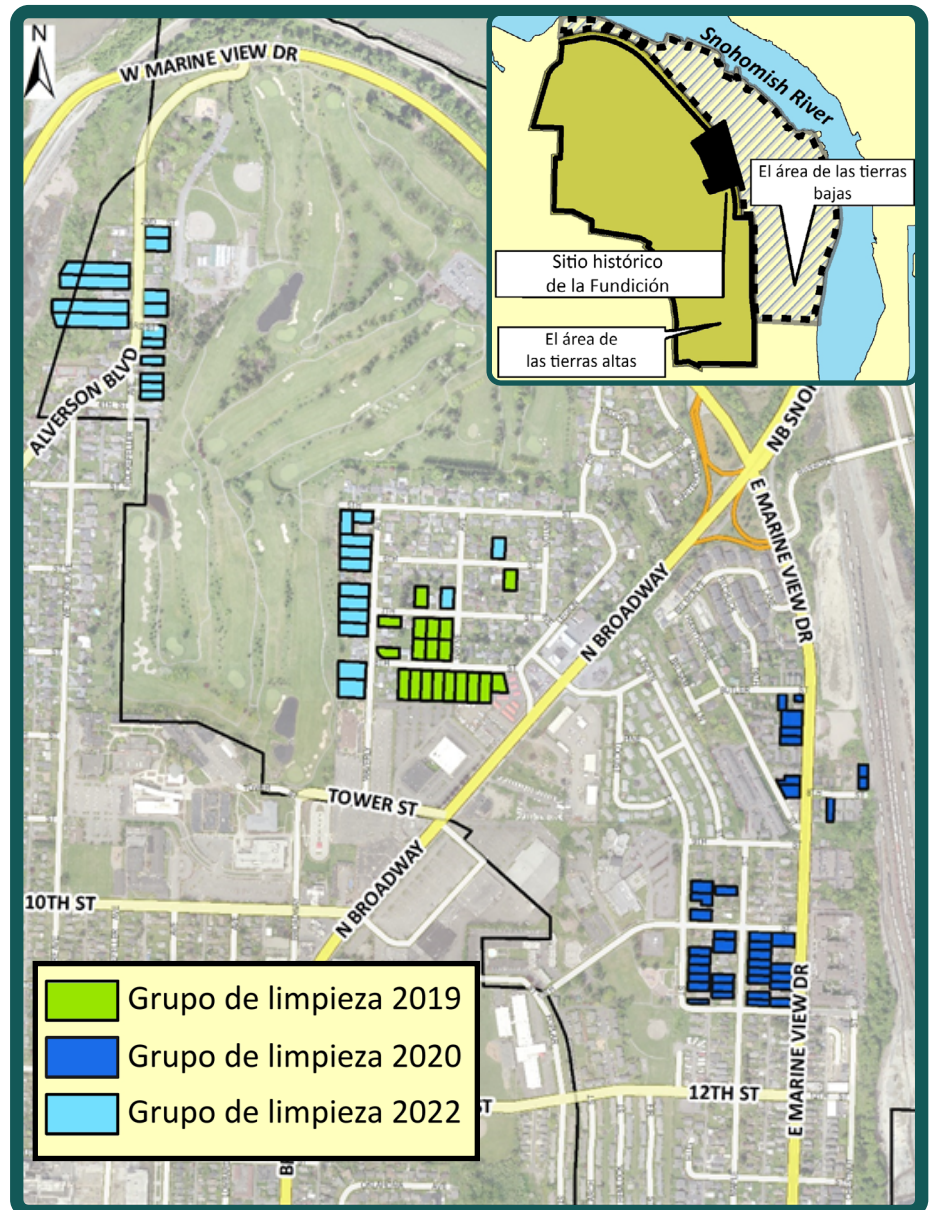 N
W MARINE VIEW DR
Snohomish River
El área de las tierras
bajas
Sitio histórico
de la Fundición
El área de
las tierras altas
ALVERSON BLVD
NB SNO
E MARINE VIEW DR
N BROADWAY
TOWER ST
10TH ST
N BROADWAY
E MARINE VIEW DR
12TH ST
ST
Grupo de limpieza 2019
Grupo de limpieza 2020
Grupo de limpieza 2022